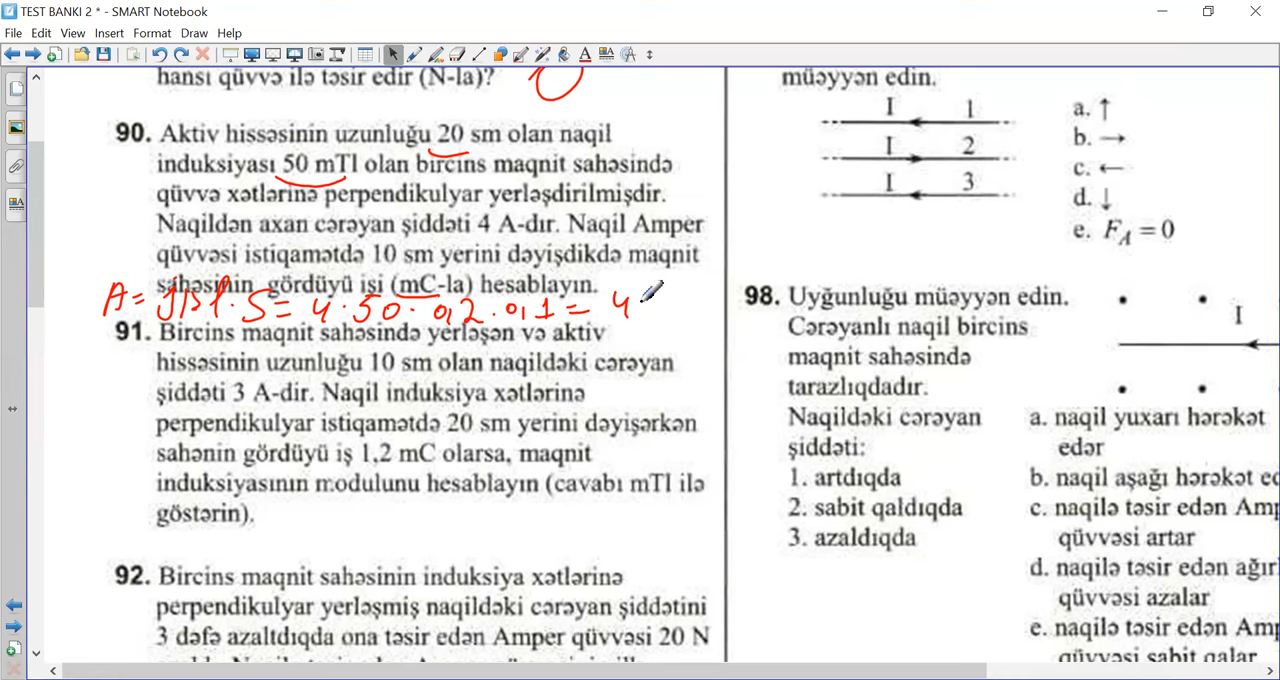 TEST BANKI 2 * - SMART Notebook
File Edit View Insert Format Draw Help
hansı qüvvə ilə təsir edir (N-la)?
90. Aktiv hissəsinin uzunluğu 20 sm olan naqil
induksiyası 50 mTl olan bircins maqnit sahəsində
qüvvə xətlərinə perpendikulyar yerləşdirilmişdir.
Naqildən axan cərəyan şiddəti 4 A-dır. Naqil Amper
qüvvəsi istiqamətdə 10 sm yerini dəyişdikdə maqnit
sahəsinin gördüyü işi (mC-la) hesablayın.
A = JBl · S = 4 · 50 · 0,2 · 0,1 = 4
91. Bircins maqnit sahəsində yerləşən və aktiv
hissəsinin uzunluğu 10 sm olan naqildəki cərəyan
şiddəti 3 A-dir. Naqil induksiya xətlərinə
perpendikulyar istiqamətdə 20 sm yerini dəyişərkən
sahənin gördüyü iş 1,2 mC olarsa, maqnit
induksiyasının modulunu hesablayın (cavabı mTl ilə
göstərin).
92. Bircins maqnit sahəsinin induksiya xətlərinə
perpendikulyar yerləşmiş naqildəki cərəyan şiddətini
3 dəfə azaltdıqda ona təsir edən Amper qüvvəsi 20 N
müəyyən edin.
I 1
I 2
I 3
a. ↑
b. →
c. ←
d. ↓
e. F_A = 0
98. Uyğunluğu müəyyən edin.
Cərəyanlı naqil bircins
maqnit sahəsində
tarazlıqdadır.
I
Naqildəki cərəyan
şiddəti:
1. artdıqda
2. sabit qaldıqda
3. azaldıqda
a. naqil yuxarı hərəkət
edər
b. naqil aşağı hərəkət
c. naqilə təsir edən
qüvvəsi artar
d. naqilə təsir edən
qüvvəsi azalar
e. naqilə təsir edən
qüvvəsi sabit qalar